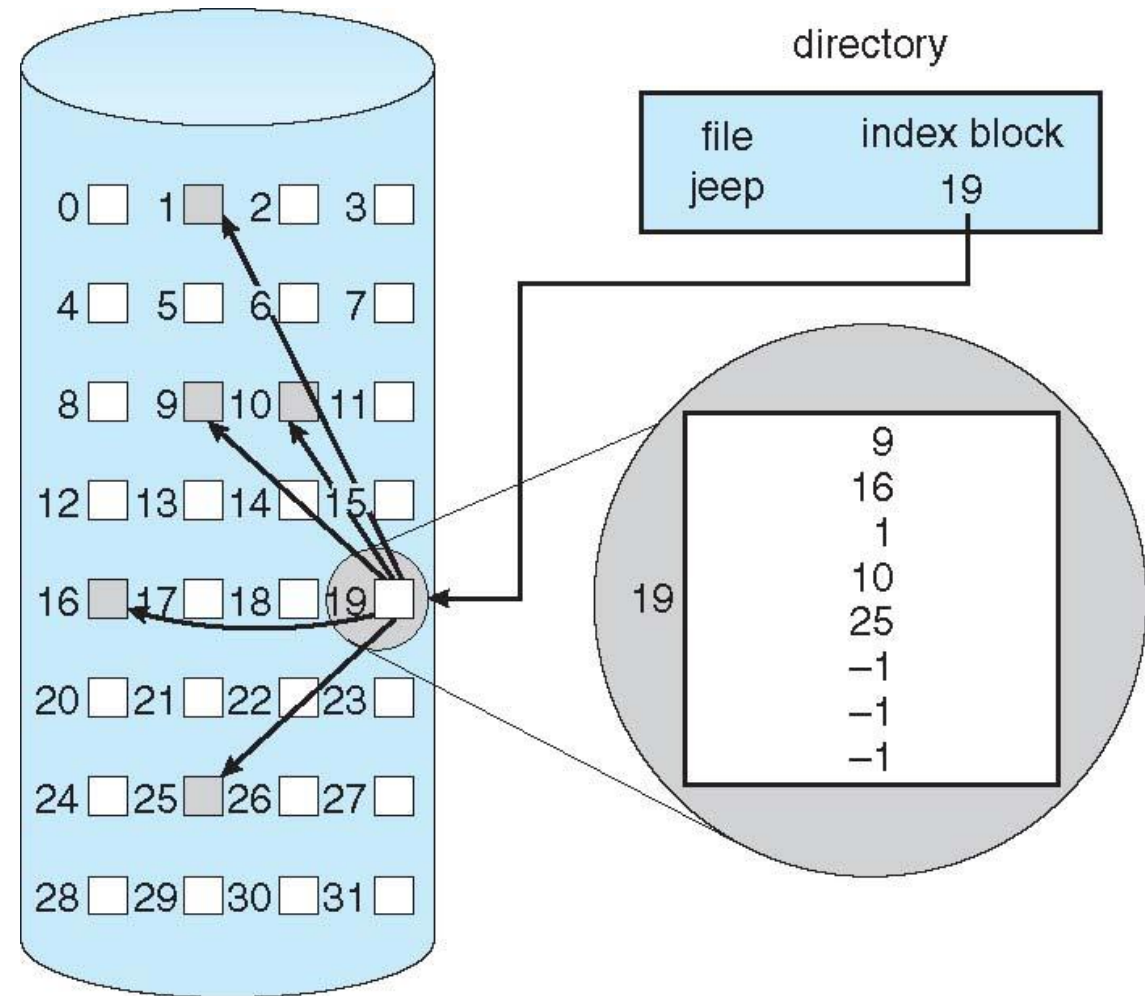 directory
file index block
jeep 19
0 1 2 3
4 5 6 7
8 9 10 11
12 13 14 15
16 17 18 19
20 21 22 23
24 25 26 27
28 29 30 31
19
9
16
1
10
25
–1
–1
–1